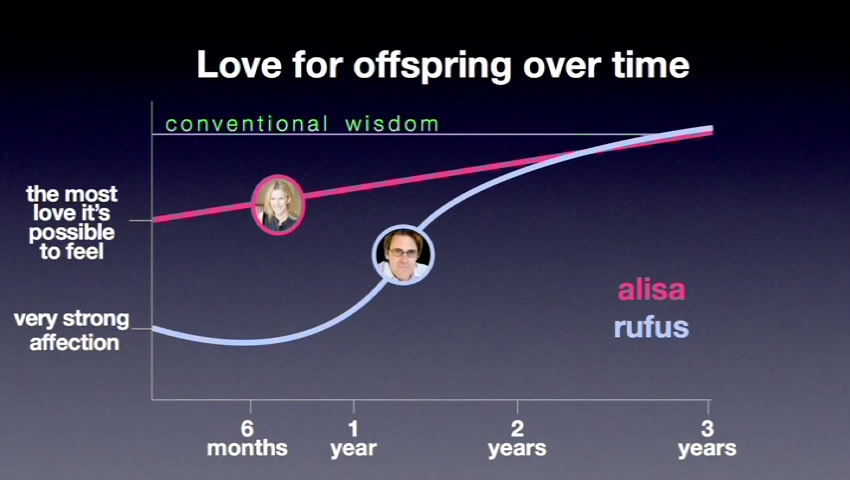 Love for offspring over time
conventional wisdom
the most
love it's
possible
to feel
very strong
affection
alisa
rufus
6
months
1
year
2
years
3
years